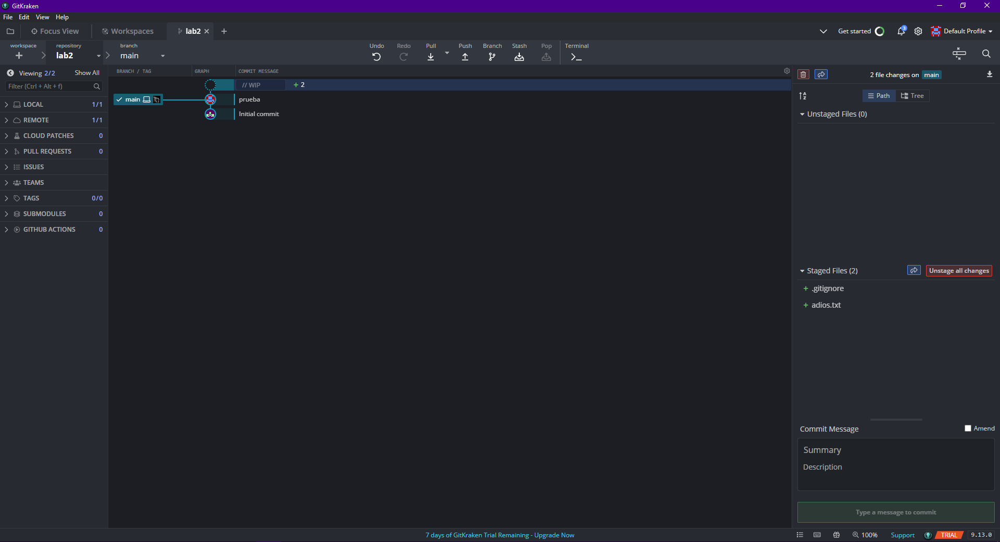 GitKraken
File Edit View Help
Focus View Workspaces lab2 Get started 3 Default Profile
workspace repository lab2 branch main
Undo Redo Pull Push Branch Stash Pop Terminal
Viewing 2/2 Show All
Filter (Ctrl + Alt + f)
LOCAL 1/1
REMOTE 1/1
CLOUD PATCHES 0
PULL REQUESTS 0
ISSUES
TEAMS
TAGS 0/0
SUBMODULES 0
GITHUB ACTIONS 0
BRANCH / TAG GRAPH COMMIT MESSAGE
// WIP + 2
main prueba
Initial commit
2 file changes on main
Path Tree
Unstaged Files (0)
Staged Files (2) Unstage all changes
+ .gitignore
+ adios.txt
Commit Message Amend
Summary
Description
Type a message to commit
7 days of GitKraken Trial Remaining - Upgrade Now 100% Support TRIAL 9.13.0